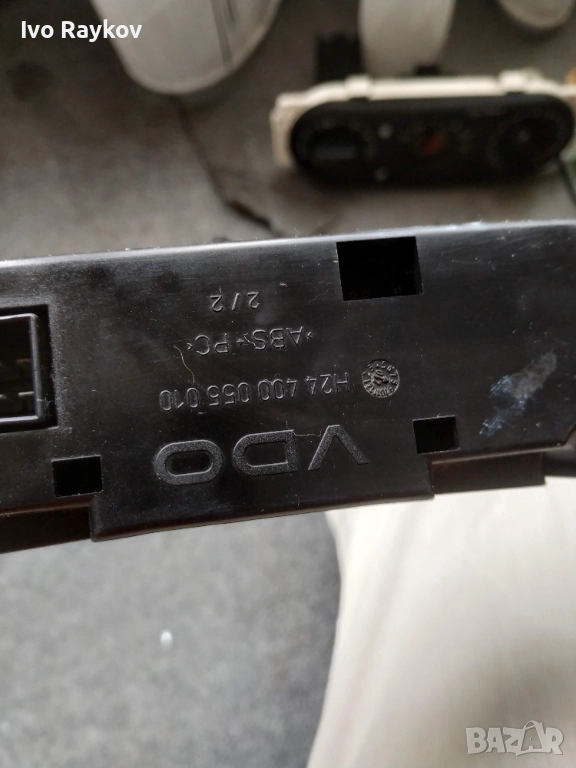 Ivo Raykov
VDO
H24 400 055 010
>ABS+PC<
2/2
BAZAR